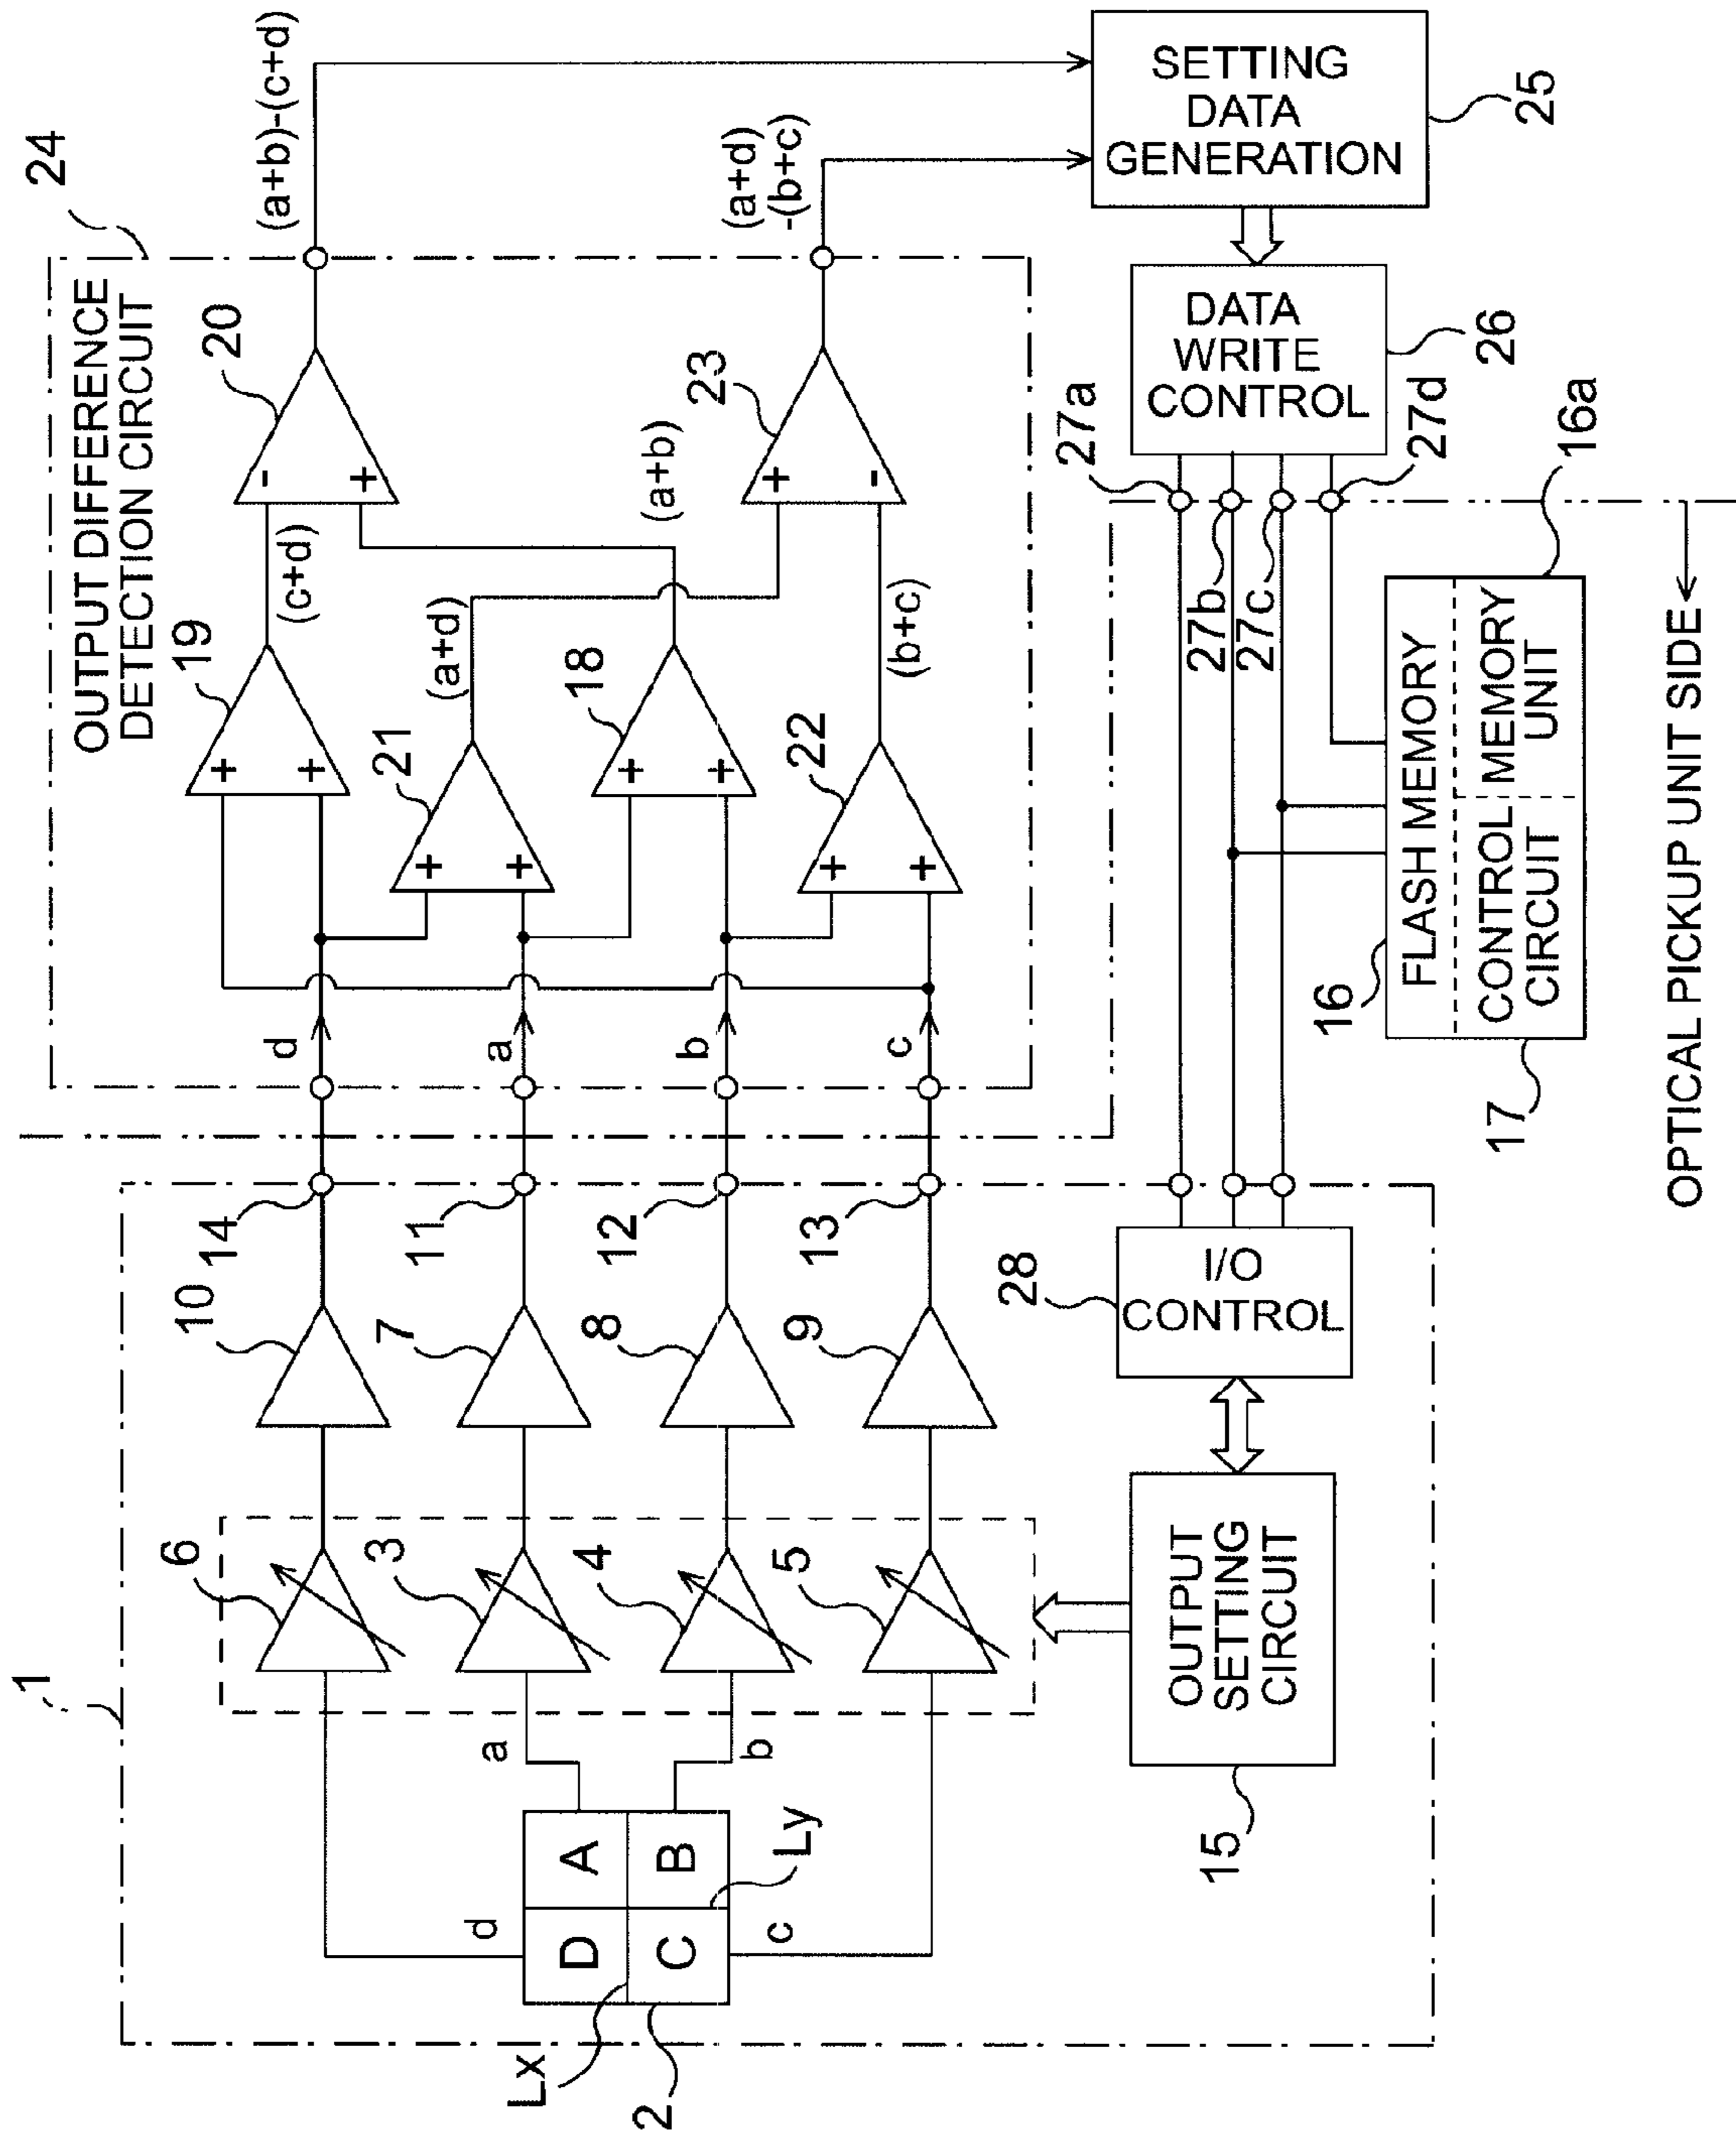 1
24
OUTPUT DIFFERENCE
DETECTION CIRCUIT
(a+b)-(c+d)
6
10
14
d
19
+
+
(c+d)
20
-
+
3
7
11
a
21
+
+
(a+d)
(a+b)
a
4
8
12
b
18
+
+
23
+
-
(a+d)
-(b+c)
b
5
9
13
c
22
+
+
(b+c)
d
D
A
C
B
c
Lx
Ly
2
15
OUTPUT
SETTING
CIRCUIT
28
I/O
CONTROL
27a
27b
27c
27d
DATA
WRITE
CONTROL
26
SETTING
DATA
GENERATION
25
16
FLASH MEMORY
CONTROL
CIRCUIT
MEMORY
UNIT
16a
17
OPTICAL PICKUP UNIT SIDE